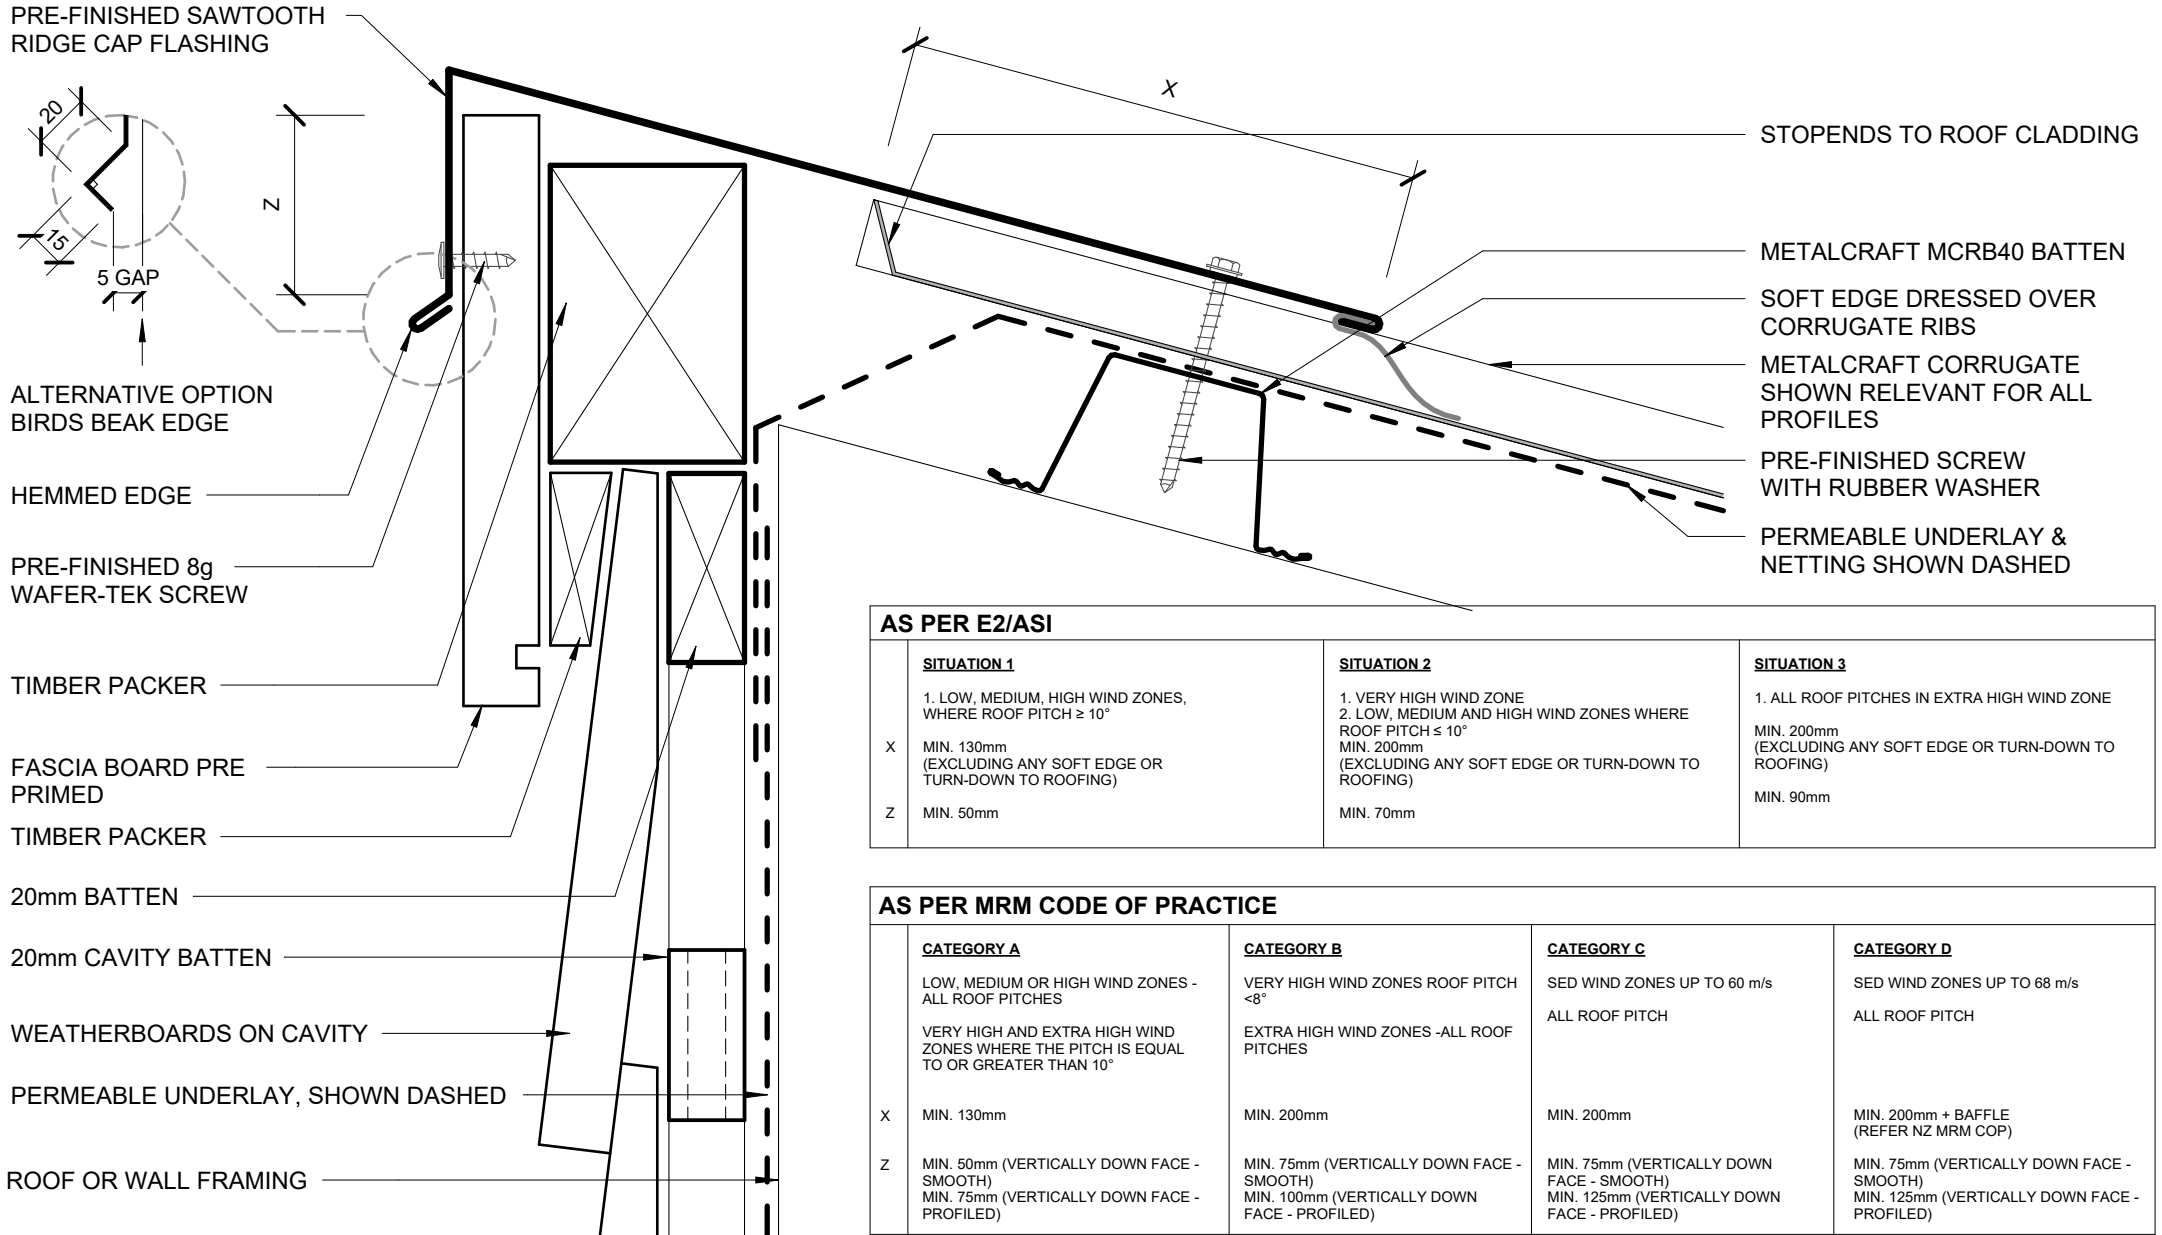 PRE-FINISHED SAWTOOTH
RIDGE CAP FLASHING
20
15
5 GAP
Z
X
ALTERNATIVE OPTION
BIRDS BEAK EDGE
HEMMED EDGE
PRE-FINISHED 8g
WAFER-TEK SCREW
TIMBER PACKER
FASCIA BOARD PRE
PRIMED
TIMBER PACKER
20mm BATTEN
20mm CAVITY BATTEN
WEATHERBOARDS ON CAVITY
PERMEABLE UNDERLAY, SHOWN DASHED
ROOF OR WALL FRAMING
STOPENDS TO ROOF CLADDING
METALCRAFT MCRB40 BATTEN
SOFT EDGE DRESSED OVER
CORRUGATE RIBS
METALCRAFT CORRUGATE
SHOWN RELEVANT FOR ALL
PROFILES
PRE-FINISHED SCREW
WITH RUBBER WASHER
PERMEABLE UNDERLAY &
NETTING SHOWN DASHED
AS PER E2/ASI
SITUATION 1
1. LOW, MEDIUM, HIGH WIND ZONES,
WHERE ROOF PITCH ≥ 10°
X
MIN. 130mm
(EXCLUDING ANY SOFT EDGE OR
TURN-DOWN TO ROOFING)
Z
MIN. 50mm
SITUATION 2
1. VERY HIGH WIND ZONE
2. LOW, MEDIUM AND HIGH WIND ZONES WHERE
ROOF PITCH ≤ 10°
MIN. 200mm
(EXCLUDING ANY SOFT EDGE OR TURN-DOWN TO
ROOFING)
MIN. 70mm
SITUATION 3
1. ALL ROOF PITCHES IN EXTRA HIGH WIND ZONE
MIN. 200mm
(EXCLUDING ANY SOFT EDGE OR TURN-DOWN TO
ROOFING)
MIN. 90mm
AS PER MRM CODE OF PRACTICE
CATEGORY A
LOW, MEDIUM OR HIGH WIND ZONES -
ALL ROOF PITCHES
VERY HIGH AND EXTRA HIGH WIND
ZONES WHERE THE PITCH IS EQUAL
TO OR GREATER THAN 10°
X
MIN. 130mm
Z
MIN. 50mm (VERTICALLY DOWN FACE -
SMOOTH)
MIN. 75mm (VERTICALLY DOWN FACE -
PROFILED)
CATEGORY B
VERY HIGH WIND ZONES ROOF PITCH
<8°
EXTRA HIGH WIND ZONES -ALL ROOF
PITCHES
MIN. 200mm
MIN. 75mm (VERTICALLY DOWN FACE -
SMOOTH)
MIN. 100mm (VERTICALLY DOWN
FACE - PROFILED)
CATEGORY C
SED WIND ZONES UP TO 60 m/s
ALL ROOF PITCH
MIN. 200mm
MIN. 75mm (VERTICALLY DOWN
FACE - SMOOTH)
MIN. 125mm (VERTICALLY DOWN
FACE - PROFILED)
CATEGORY D
SED WIND ZONES UP TO 68 m/s
ALL ROOF PITCH
MIN. 200mm + BAFFLE
(REFER NZ MRM COP)
MIN. 75mm (VERTICALLY DOWN FACE -
SMOOTH)
MIN. 125mm (VERTICALLY DOWN FACE -
PROFILED)